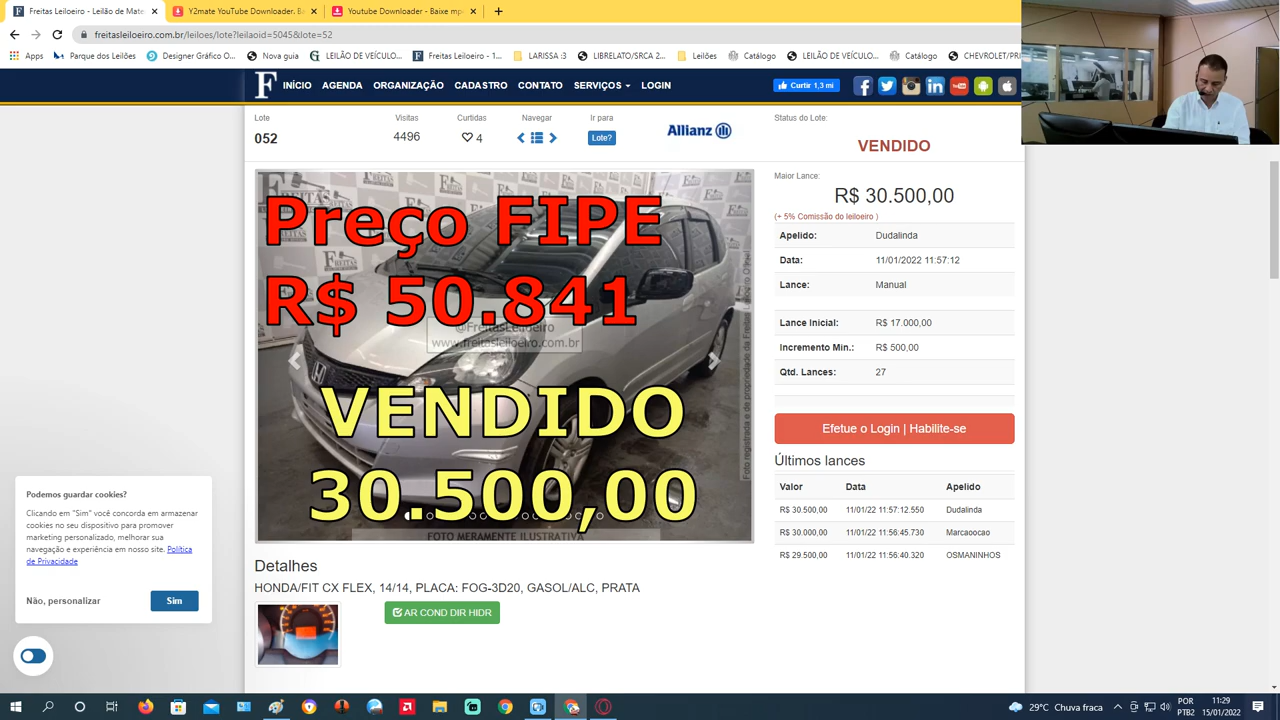 Freitas Leiloeiro - Leilão de Mate
Y2mate YouTube Downloader. Ba
Youtube Downloader - Baixe mp
freitasleiloeiro.com.br/leiloes/lote?leilaoid=5045&lote=52
Apps
Parque dos Leilões
Designer Gráfico O...
Nova guia
LEILÃO DE VEÍCULO...
Freitas Leiloeiro - 1...
LARISSA :3
LIBRELATO/SRCA 2...
Leilões
Catálogo
LEILÃO DE VEÍCULO...
Catálogo
CHEVROLET/PRI
F
INÍCIO
AGENDA
ORGANIZAÇÃO
CADASTRO
CONTATO
SERVIÇOS
LOGIN
Curtir 1,3 mi
Lote
052
Visitas
4496
Curtidas
4
Navegar
Ir para
Lote?
Allianz
Status do Lote:
VENDIDO
Preço FIPE
R$ 50.841
@FreitasLeiloeiro
www.freitasleiloeiro.com.br
VENDIDO
30.500,00
FOTO MERAMENTE ILUSTRATIVA
Maior Lance:
R$ 30.500,00
(+ 5% Comissão do leiloeiro )
Apelido: Dudalinda
Data: 11/01/2022 11:57:12
Lance: Manual
Lance Inicial: R$ 17.000,00
Incremento Min.: R$ 500,00
Qtd. Lances: 27
Efetue o Login | Habilite-se
Últimos lances
Valor Data Apelido
R$ 30.500,00 11/01/22 11:57:12.550 Dudalinda
R$ 30.000,00 11/01/22 11:56:45.730 Marcaoocao
R$ 29.500,00 11/01/22 11:56:40.320 OSMANINHOS
Detalhes
HONDA/FIT CX FLEX, 14/14, PLACA: FOG-3D20, GASOL/ALC, PRATA
AR COND DIR HIDR
Podemos guardar cookies?
Clicando em "Sim" você concorda em armazenar
cookies no seu dispositivo para promover
marketing personalizado, melhorar sua
navegação e experiência em nosso site. Política
de Privacidade
Não, personalizar
Sim
29°C Chuva fraca
POR
PTB2
11:29
15/01/2022